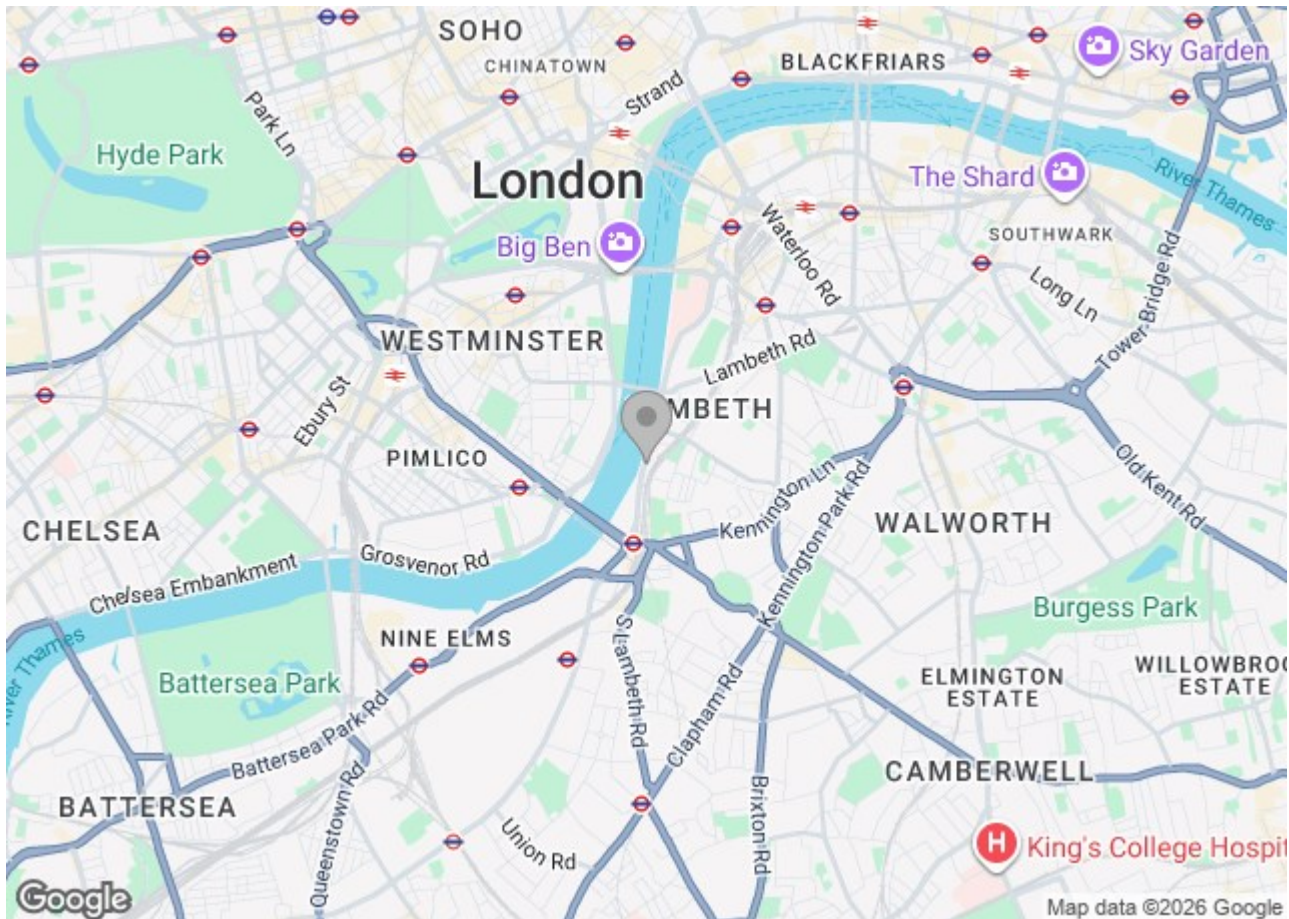 SOHO
CHINATOWN
Strand
BLACKFRIARS
Sky Garden
Park Ln
Hyde Park
London
The Shard
River Thames
Big Ben
Waterloo Rd
SOUTHWARK
Long Ln
Tower Bridge Rd
WESTMINSTER
Lambeth Rd
Ebury St
MBETH
PIMLICO
Old Kent Rd
Kennington Ln
Kennington Park Rd
WALWORTH
CHELSEA
Grosvenor Rd
Chelsea Embankment
Burgess Park
NINE ELMS
River Thames
S Lambeth Rd
Battersea Park
ELMINGTON
ESTATE
WILLOWBROO
ESTATE
Clapham Rd
Battersea Park Rd
CAMBERWELL
BATTERSEA
Queenstown Rd
Brixton Rd
Union Rd
H
King's College Hospit
Google
Map data ©2026 Google